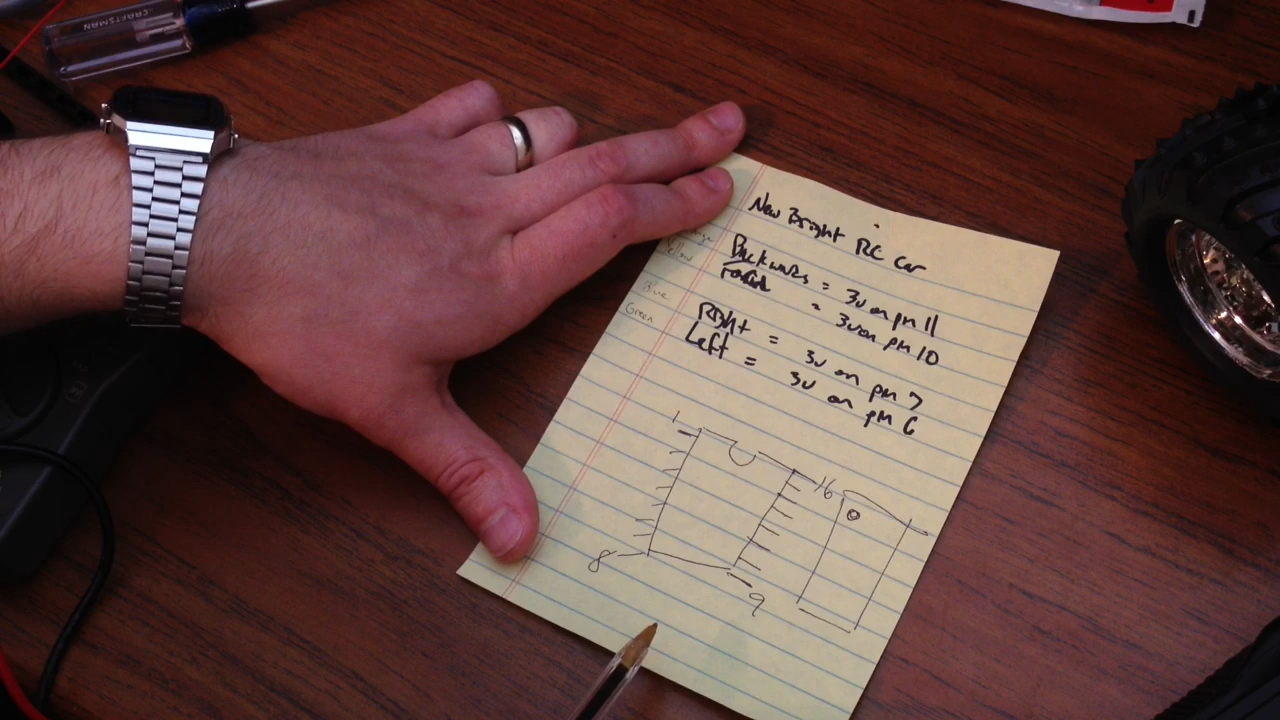 CRAFTSMAN
New Bright RC Car
Yellow
Backwards = 3v on pin 11
= 3v on pin 10
Blue
Right = 3v on pin 7
Green
Left = 3v on pin 6
1
16
8
9